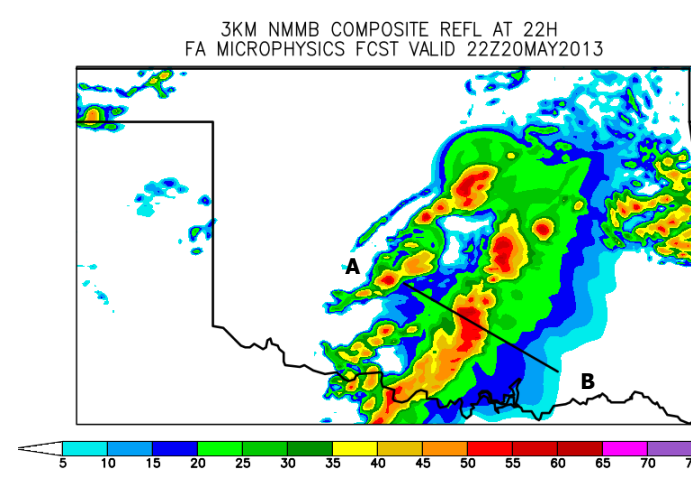 3KM NMMB COMPOSITE REFL AT 22H
FA MICROPHYSICS FCST VALID 22Z20MAY2013
A
B
5 10 15 20 25 30 35 40 45 50 55 60 65 70